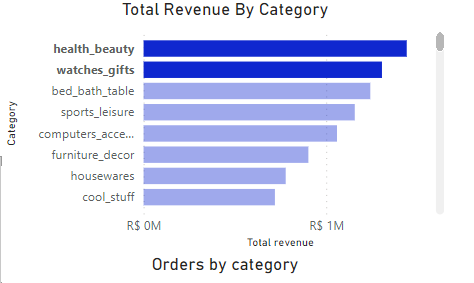 Total Revenue By Category
health_beauty
watches_gifts
bed_bath_table
sports_leisure
computers_acce...
furniture_decor
housewares
cool_stuff
Category
R$ 0M R$ 1M
Total revenue
Orders by category